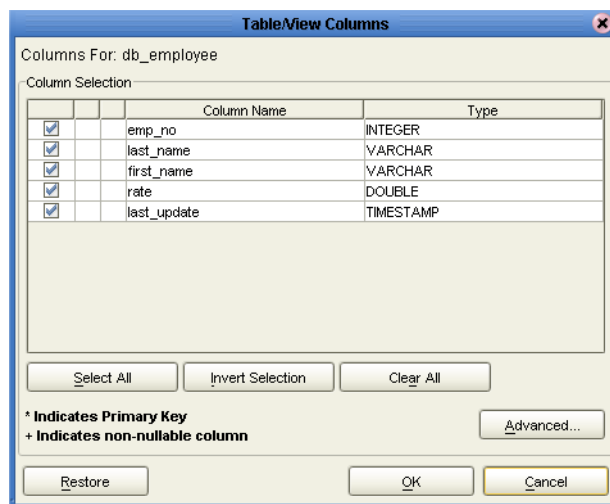 Table/View Columns
Columns For: db_employee
Column Selection
Column Name Type
emp_no INTEGER
last_name VARCHAR
first_name VARCHAR
rate DOUBLE
last_update TIMESTAMP
Select All Invert Selection Clear All
* Indicates Primary Key
+ Indicates non-nullable column
Advanced...
Restore OK Cancel